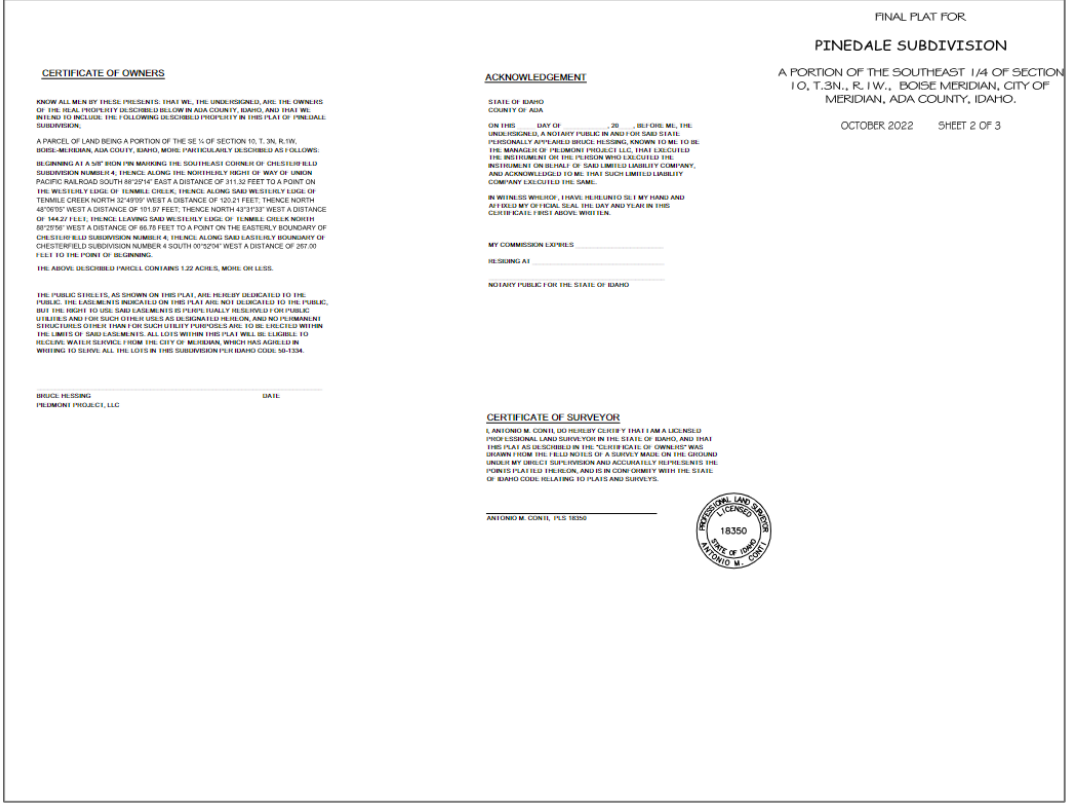 FINAL PLAT FOR
PINEDALE SUBDIVISION
A PORTION OF THE SOUTHEAST 1/4 OF SECTION
10, T.3N., R.1W., BOISE MERIDIAN, CITY OF
MERIDIAN, ADA COUNTY, IDAHO.
OCTOBER 2022 SHEET 2 OF 3
CERTIFICATE OF OWNERS
KNOW ALL MEN BY THESE PRESENTS: THAT WE, THE UNDERSIGNED, ARE THE OWNERS
OF THE REAL PROPERTY DESCRIBED BELOW IN ADA COUNTY, IDAHO, AND THAT WE
INTEND TO INCLUDE THE FOLLOWING DESCRIBED PROPERTY IN THIS PLAT OF PINEDALE
SUBDIVISION;
A PARCEL OF LAND BEING A PORTION OF THE SE ¼ OF SECTION 10, T. 3N, R.1W,
BOISE-MERIDIAN, ADA COUTY, IDAHO, MORE PARTICULARLY DESCRIBED AS FOLLOWS:
BEGINNING AT A 5/8" IRON PIN MARKING THE SOUTHEAST CORNER OF CHESTERFIELD
SUBDIVISION NUMBER 4; THENCE ALONG THE NORTHERLY RIGHT OF WAY OF UNION
PACIFIC RAILROAD SOUTH 88°25'14" EAST A DISTANCE OF 311.32 FEET TO A POINT ON
THE WESTERLY EDGE OF TENMILE CREEK, THENCE ALONG SAID WESTERLY EDGE OF
TENMILE CREEK NORTH 32°49'09" WEST A DISTANCE OF 120.21 FEET; THENCE NORTH
48°06'05" WEST A DISTANCE OF 101.97 FEET; THENCE NORTH 43°31'33" WEST A DISTANCE
OF 144.27 FEET; THENCE LEAVING SAID WESTERLY EDGE OF TENMILE CREEK NORTH
88°25'56" WEST A DISTANCE OF 66.78 FEET TO A POINT ON THE EASTERLY BOUNDARY OF
CHESTERFIELD SUBDIVISION NUMBER 4; THENCE ALONG SAID EASTERLY BOUNDARY OF
CHESTERFIELD SUBDIVISION NUMBER 4 SOUTH 00°52'04" WEST A DISTANCE OF 267.00
FEET TO THE POINT OF BEGINNING.
THE ABOVE DESCRIBED PARCEL CONTAINS 1.22 ACRES, MORE OR LESS.
THE PUBLIC STREETS, AS SHOWN ON THIS PLAT, ARE HEREBY DEDICATED TO THE
PUBLIC. THE EASEMENTS INDICATED ON THIS PLAT ARE NOT DEDICATED TO THE PUBLIC,
BUT THE RIGHT TO USE SAID EASEMENTS IS PERPETUALLY RESERVED FOR PUBLIC
UTILITIES AND FOR SUCH OTHER USES AS DESIGNATED HEREON, AND NO PERMANENT
STRUCTURES OTHER THAN FOR SUCH UTILITY PURPOSES ARE TO BE ERECTED WITHIN
THE LIMITS OF SAID EASEMENTS. ALL LOTS WITHIN THIS PLAT WILL BE ELIGIBLE TO
RECEIVE WATER SERVICE FROM THE CITY OF MERIDIAN, WHICH HAS AGREED IN
WRITING TO SERVE ALL THE LOTS IN THIS SUBDIVISION PER IDAHO CODE 50-1334.
BRUCE HESSING DATE
PIEDMONT PROJECT, LLC
ACKNOWLEDGEMENT
STATE OF IDAHO
COUNTY OF ADA
ON THIS _____ DAY OF ____________, 20___, BEFORE ME, THE
UNDERSIGNED, A NOTARY PUBLIC IN AND FOR SAID STATE
PERSONALLY APPEARED BRUCE HESSING, KNOWN TO ME TO BE
THE MANAGER OF PIEDMONT PROJECT LLC, THAT EXECUTED
THE INSTRUMENT OR THE PERSON WHO EXECUTED THE
INSTRUMENT ON BEHALF OF SAID LIMITED LIABILITY COMPANY,
AND ACKNOWLEDGED TO ME THAT SUCH LIMITED LIABILITY
COMPANY EXECUTED THE SAME.
IN WITNESS WHEROF, I HAVE HEREUNTO SET MY HAND AND
AFFIXED MY OFFICIAL SEAL THE DAY AND YEAR IN THIS
CERTIFICATE FIRST ABOVE WRITTEN.
MY COMMISSION EXPIRES ________________________
RESIDING AT ____________________________________
NOTARY PUBLIC FOR THE STATE OF IDAHO
CERTIFICATE OF SURVEYOR
I, ANTONIO M. CONTI, DO HEREBY CERTIFY THAT I AM A LICENSED
PROFESSIONAL LAND SURVEYOR IN THE STATE OF IDAHO, AND THAT
THIS PLAT AS DESCRIBED IN THE "CERTIFICATE OF OWNERS" WAS
DRAWN FROM THE FIELD NOTES OF A SURVEY MADE ON THE GROUND
UNDER MY DIRECT SUPERVISION AND ACCURATELY REPRESENTS THE
POINTS PLATTED THEREON, AND IS IN CONFORMITY WITH THE STATE
OF IDAHO CODE RELATING TO PLATS AND SURVEYS.
ANTONIO M. CONTI, PLS 18350
PROFESSIONAL LAND SURVEYOR
LICENSED
18350
STATE OF IDAHO
ANTONIO M. CONTI